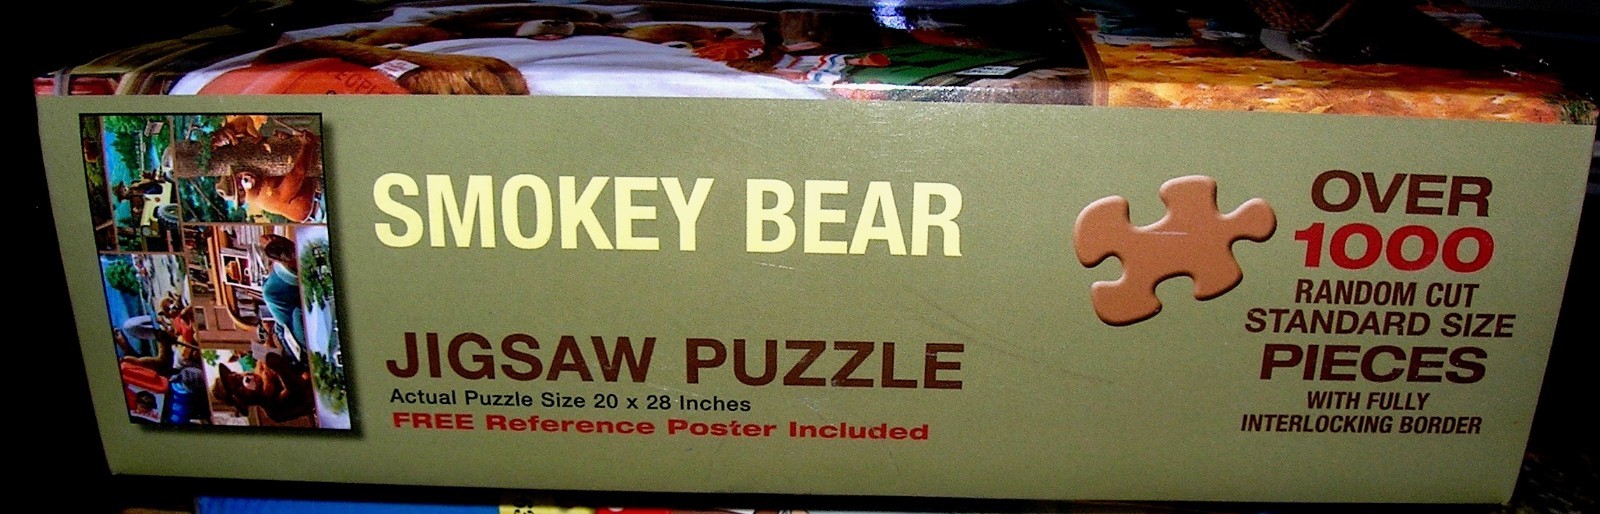 SMOKEY BEAR
JIGSAW PUZZLE
Actual Puzzle Size 20 x 28 Inches
FREE Reference Poster Included
OVER
1000
RANDOM CUT
STANDARD SIZE
PIECES
WITH FULLY
INTERLOCKING BORDER